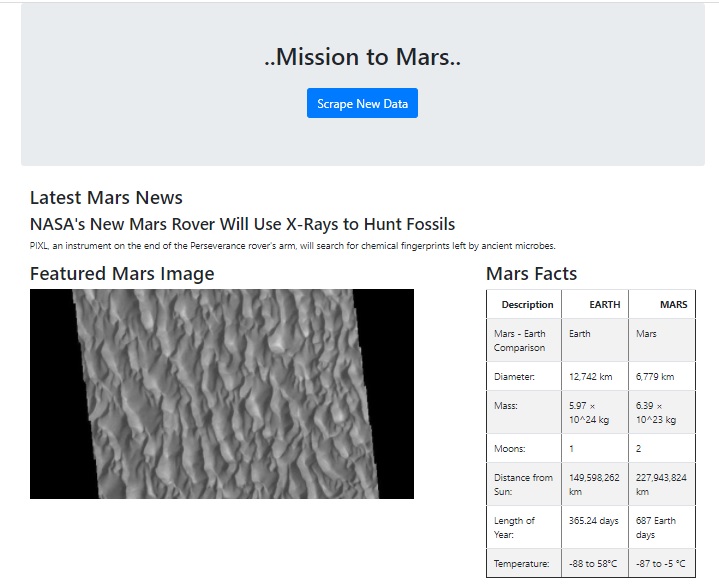 ..Mission to Mars..
Scrape New Data
Latest Mars News
NASA's New Mars Rover Will Use X-Rays to Hunt Fossils
PIXL, an instrument on the end of the Perseverance rover's arm, will search for chemical fingerprints left by ancient microbes.
Featured Mars Image
Mars Facts
Description EARTH MARS
Mars - Earth Comparison Earth Mars
Diameter: 12,742 km 6,779 km
Mass: 5.97 × 10^24 kg 6.39 × 10^23 kg
Moons: 1 2
Distance from Sun: 149,598,262 km 227,943,824 km
Length of Year: 365.24 days 687 Earth days
Temperature: -88 to 58°C -87 to -5 °C